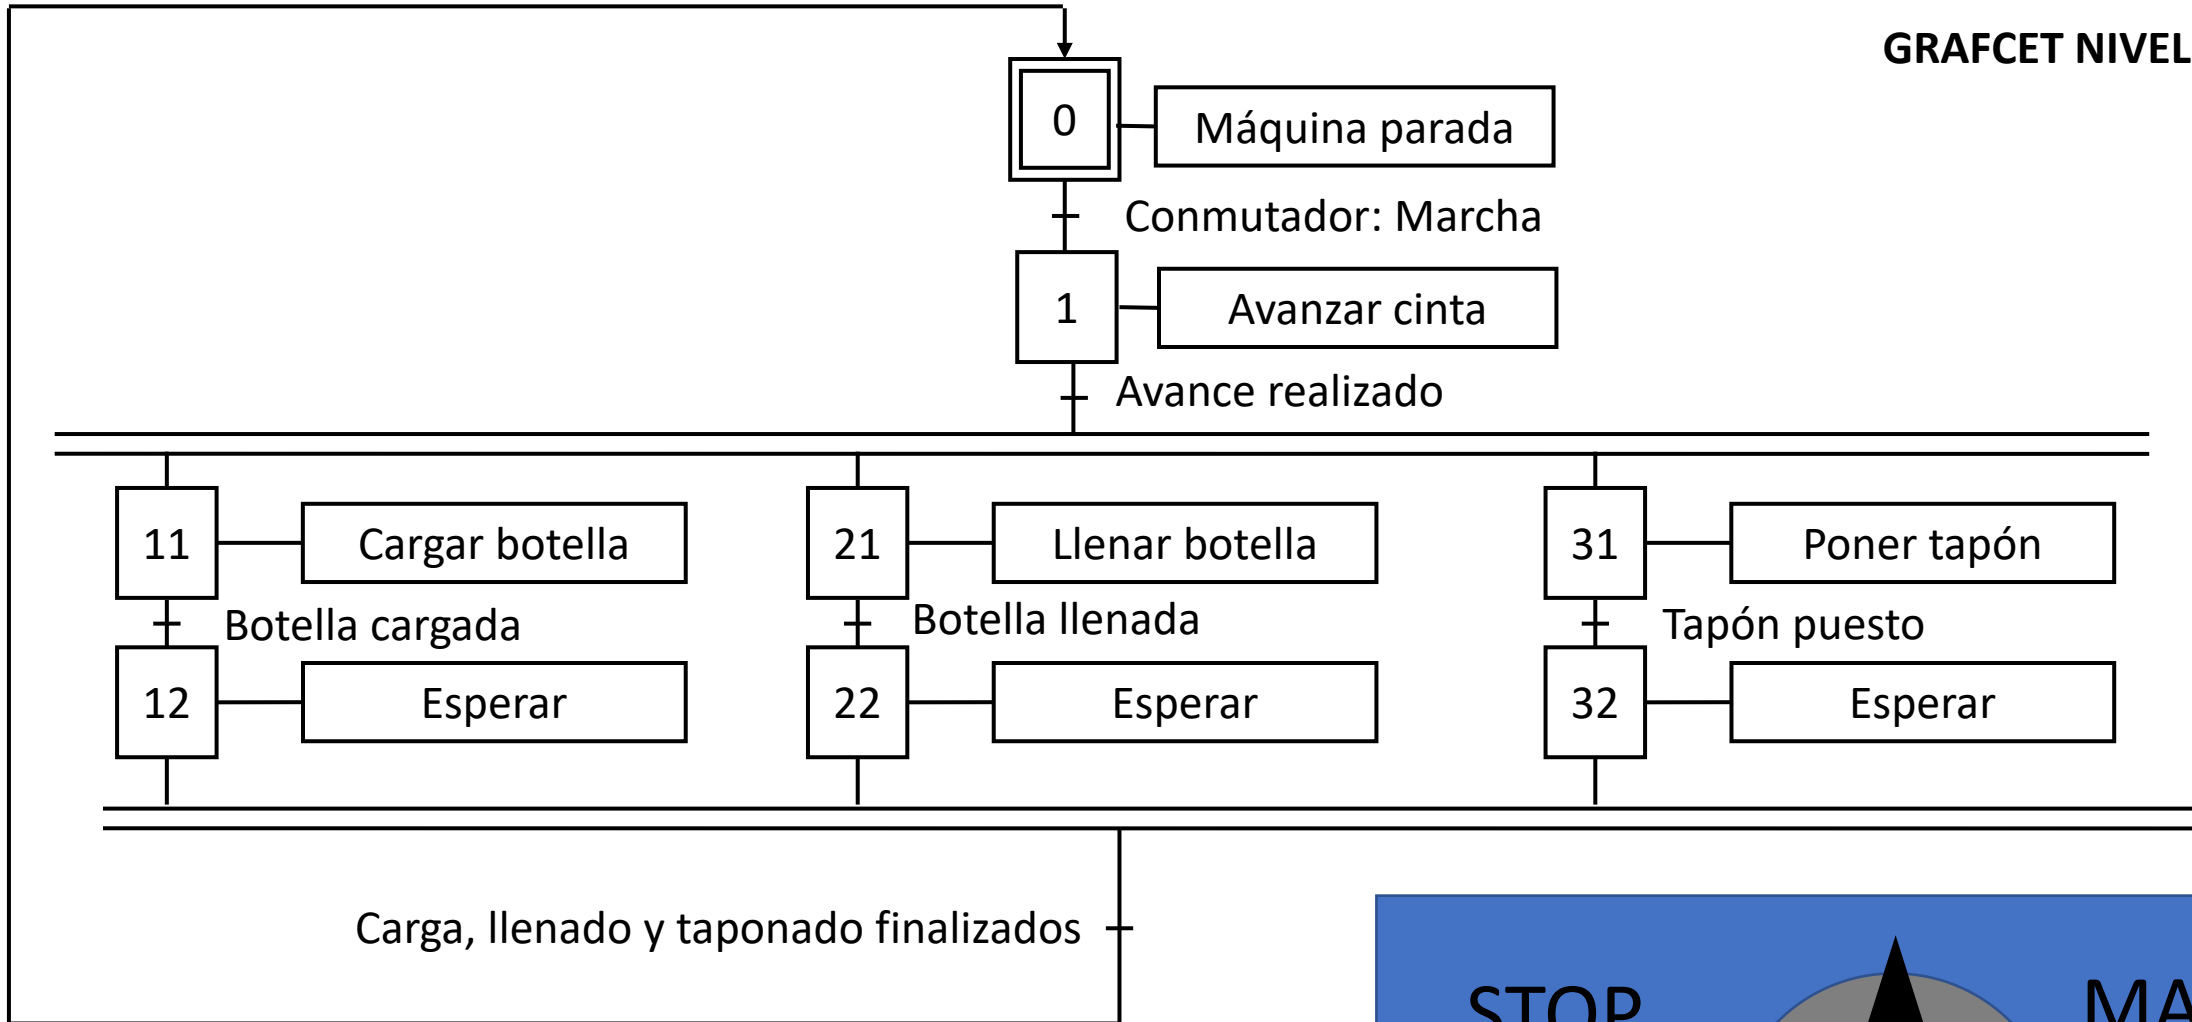 GRAFCET NIVEL
0
Máquina parada
Conmutador: Marcha
1
Avanzar cinta
Avance realizado
11
Cargar botella
21
Llenar botella
31
Poner tapón
Botella cargada
Botella llenada
Tapón puesto
12
Esperar
22
Esperar
32
Esperar
Carga, llenado y taponado finalizados
STOP
MA